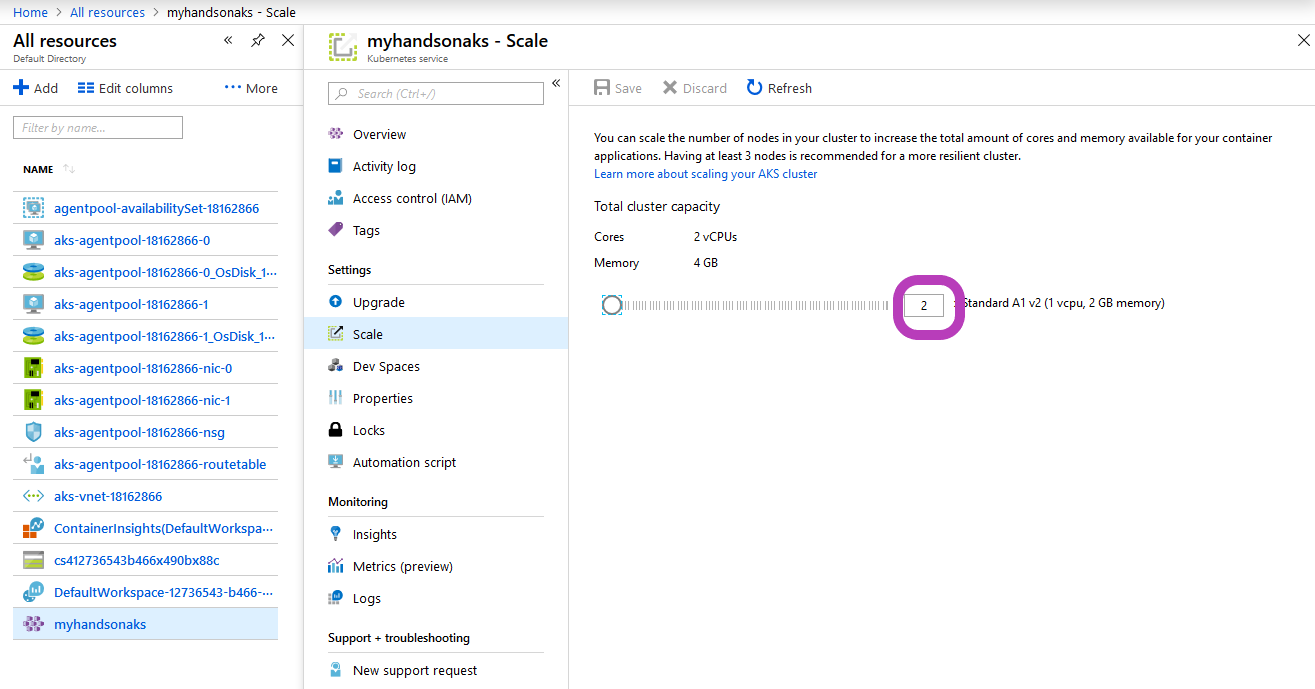 Home > All resources > myhandsonaks - Scale
All resources
Default Directory
Add
Edit columns
More
Filter by name...
NAME
agentpool-availabilitySet-18162866
aks-agentpool-18162866-0
aks-agentpool-18162866-0_OsDisk_1...
aks-agentpool-18162866-1
aks-agentpool-18162866-1_OsDisk_1...
aks-agentpool-18162866-nic-0
aks-agentpool-18162866-nic-1
aks-agentpool-18162866-nsg
aks-agentpool-18162866-routetable
aks-vnet-18162866
ContainerInsights(DefaultWorkspa...
cs412736543b466x490bx88c
DefaultWorkspace-12736543-b466-...
myhandsonaks
myhandsonaks - Scale
Kubernetes service
Search (Ctrl+/)
Overview
Activity log
Access control (IAM)
Tags
Settings
Upgrade
Scale
Dev Spaces
Properties
Locks
Automation script
Monitoring
Insights
Metrics (preview)
Logs
Support + troubleshooting
New support request
Save
Discard
Refresh
You can scale the number of nodes in your cluster to increase the total amount of cores and memory available for your container
applications. Having at least 3 nodes is recommended for a more resilient cluster.
Learn more about scaling your AKS cluster
Total cluster capacity
Cores 2 vCPUs
Memory 4 GB
2 Standard A1 v2 (1 vcpu, 2 GB memory)